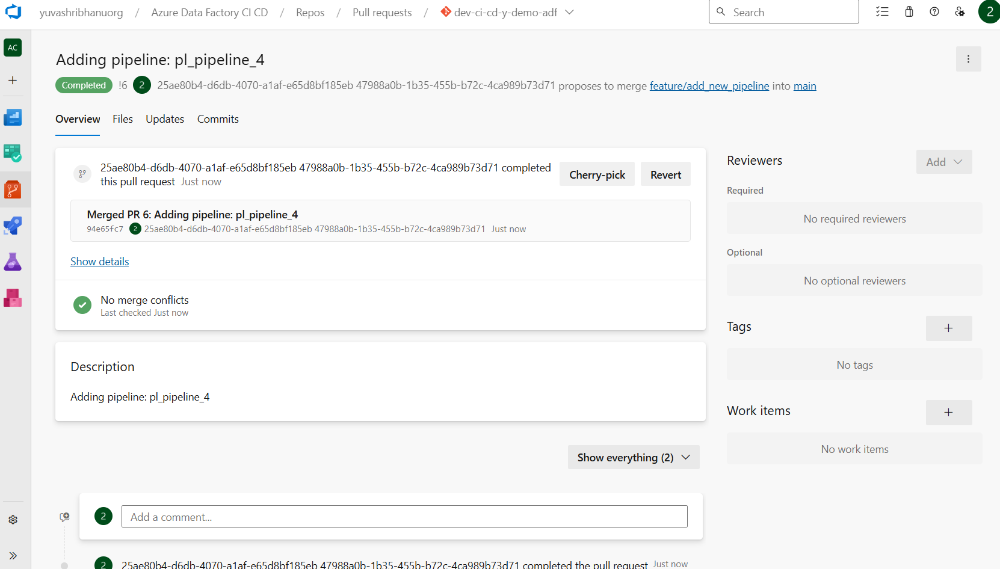 yuvashribhanuorg / Azure Data Factory CI CD / Repos / Pull requests / dev-ci-cd-y-demo-adf
Search
2
AC
Adding pipeline: pl_pipeline_4
Completed !6 2 25ae80b4-d6db-4070-a1af-e65d8bf185eb 47988a0b-1b35-455b-b72c-4ca989b73d71 proposes to merge feature/add_new_pipeline into main
Overview Files Updates Commits
25ae80b4-d6db-4070-a1af-e65d8bf185eb 47988a0b-1b35-455b-b72c-4ca989b73d71 completed
this pull request Just now
Cherry-pick
Revert
Merged PR 6: Adding pipeline: pl_pipeline_4
94e65fc7 2 25ae80b4-d6db-4070-a1af-e65d8bf185eb 47988a0b-1b35-455b-b72c-4ca989b73d71 Just now
Show details
No merge conflicts
Last checked Just now
Description
Adding pipeline: pl_pipeline_4
Show everything (2)
2 Add a comment...
2 25ae80b4-d6db-4070-a1af-e65d8bf185eb 47988a0b-1b35-455b-b72c-4ca989b73d71 completed the pull request Just now
Reviewers
Add
Required
No required reviewers
Optional
No optional reviewers
Tags
No tags
Work items
No work items